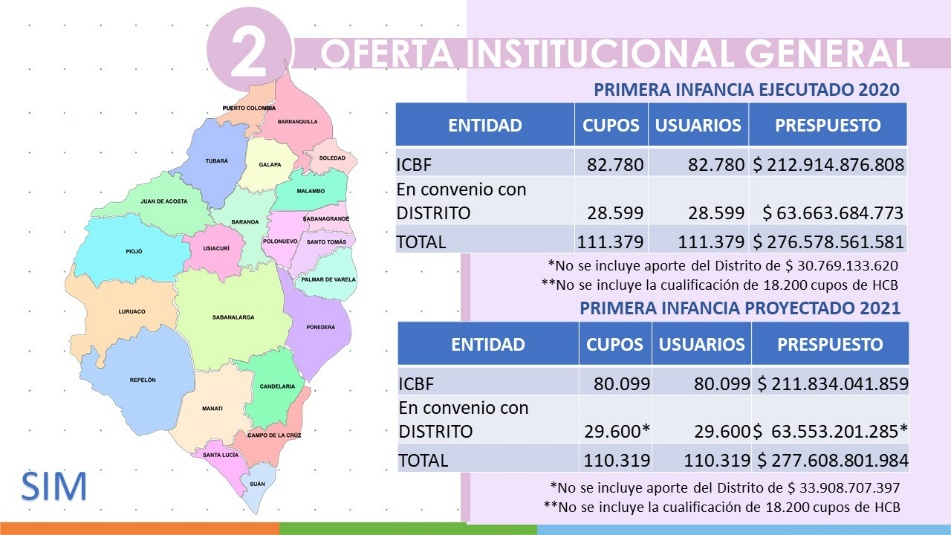 2 OFERTA INSTITUCIONAL GENERAL
PUERTO COLOMBIA
BARRANQUILLA
TUBARÁ
GALAPA
SOLEDAD
MALAMBO
JUAN DE ACOSTA
BARANOA
SABANAGRANDE
PIOJÓ
USIACURÍ
POLONUEVO
SANTO TOMÁS
PALMAR DE VARELA
LURUACO
SABANALARGA
PONEDERA
REPELÓN
CANDELARIA
MANATI
CAMPO DE LA CRUZ
SANTA LUCÍA
SUÁN
SIM
PRIMERA INFANCIA EJECUTADO 2020
ENTIDAD CUPOS USUARIOS PRESPUESTO
ICBF 82.780 82.780 $ 212.914.876.808
En convenio con
DISTRITO 28.599 28.599 $ 63.663.684.773
TOTAL 111.379 111.379 $ 276.578.561.581
*No se incluye aporte del Distrito de $ 30.769.133.620
**No se incluye la cualificación de 18.200 cupos de HCB
PRIMERA INFANCIA PROYECTADO 2021
ENTIDAD CUPOS USUARIOS PRESPUESTO
ICBF 80.099 80.099 $ 211.834.041.859
En convenio con
DISTRITO 29.600* 29.600 $ 63.553.201.285*
TOTAL 110.319 110.319 $ 277.608.801.984
*No se incluye aporte del Distrito de $ 33.908.707.397
**No se incluye la cualificación de 18.200 cupos de HCB